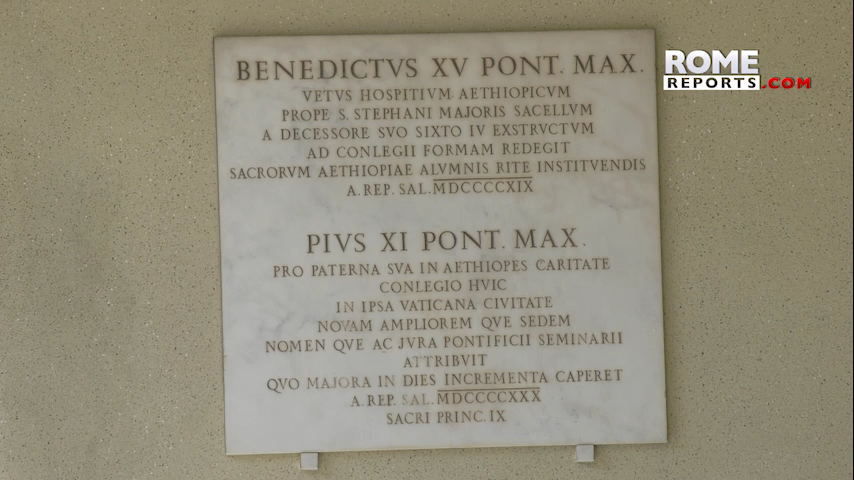 BENEDICTVS XV PONT. MAX.
VETVS HOSPITIVM AETHIOPICVM
PROPE S. STEPHANI MAJORIS SACELLVM
A DECESSORE SVO SIXTO IV EXSTRVCTVM
AD CONLEGII FORMAM REDEGIT
SACRORVM AETHIOPIAE ALVMNIS RITE INSTITVENDIS
A. REP. SAL. MDCCCCXIX
PIVS XI PONT. MAX.
PRO PATERNA SVA IN AETHIOPES CARITATE
CONLEGIO HVIC
IN IPSA VATICANA CIVITATE
NOVAM AMPLIOREM QVE SEDEM
NOMEN QVE AC JVRA PONTIFICII SEMINARII
ATTRIBVIT
QVO MAJORA IN DIES INCREMENTA CAPERET
A. REP. SAL. MDCCCCXXX
SACRI PRINC. IX
ROME
REPORTS.COM